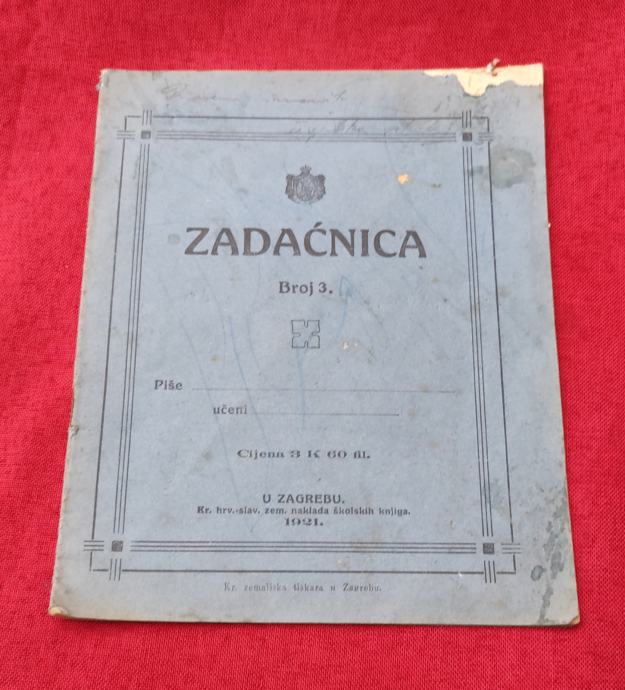 ZADAĆNICA
Broj 3.
Piše
učeni
Cijena 3 K 60 fil.
U ZAGREBU.
Kr. hrv.-slav. zem. naklada školskih knjiga.
1921.
Kr. zemaljska tiskara u Zagrebu.